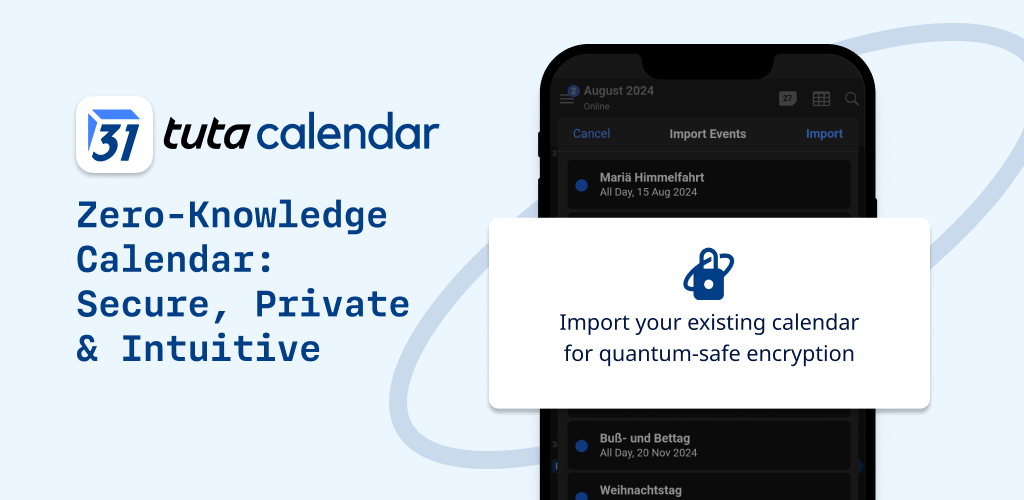 31
tuta calendar
Zero-Knowledge
Calendar:
Secure, Private
& Intuitive
2
August 2024
Online
27
Cancel
Import Events
Import
Mariä Himmelfahrt
All Day, 15 Aug 2024
Import your existing calendar
for quantum-safe encryption
Buß- und Bettag
All Day, 20 Nov 2024
Weihnachtstag